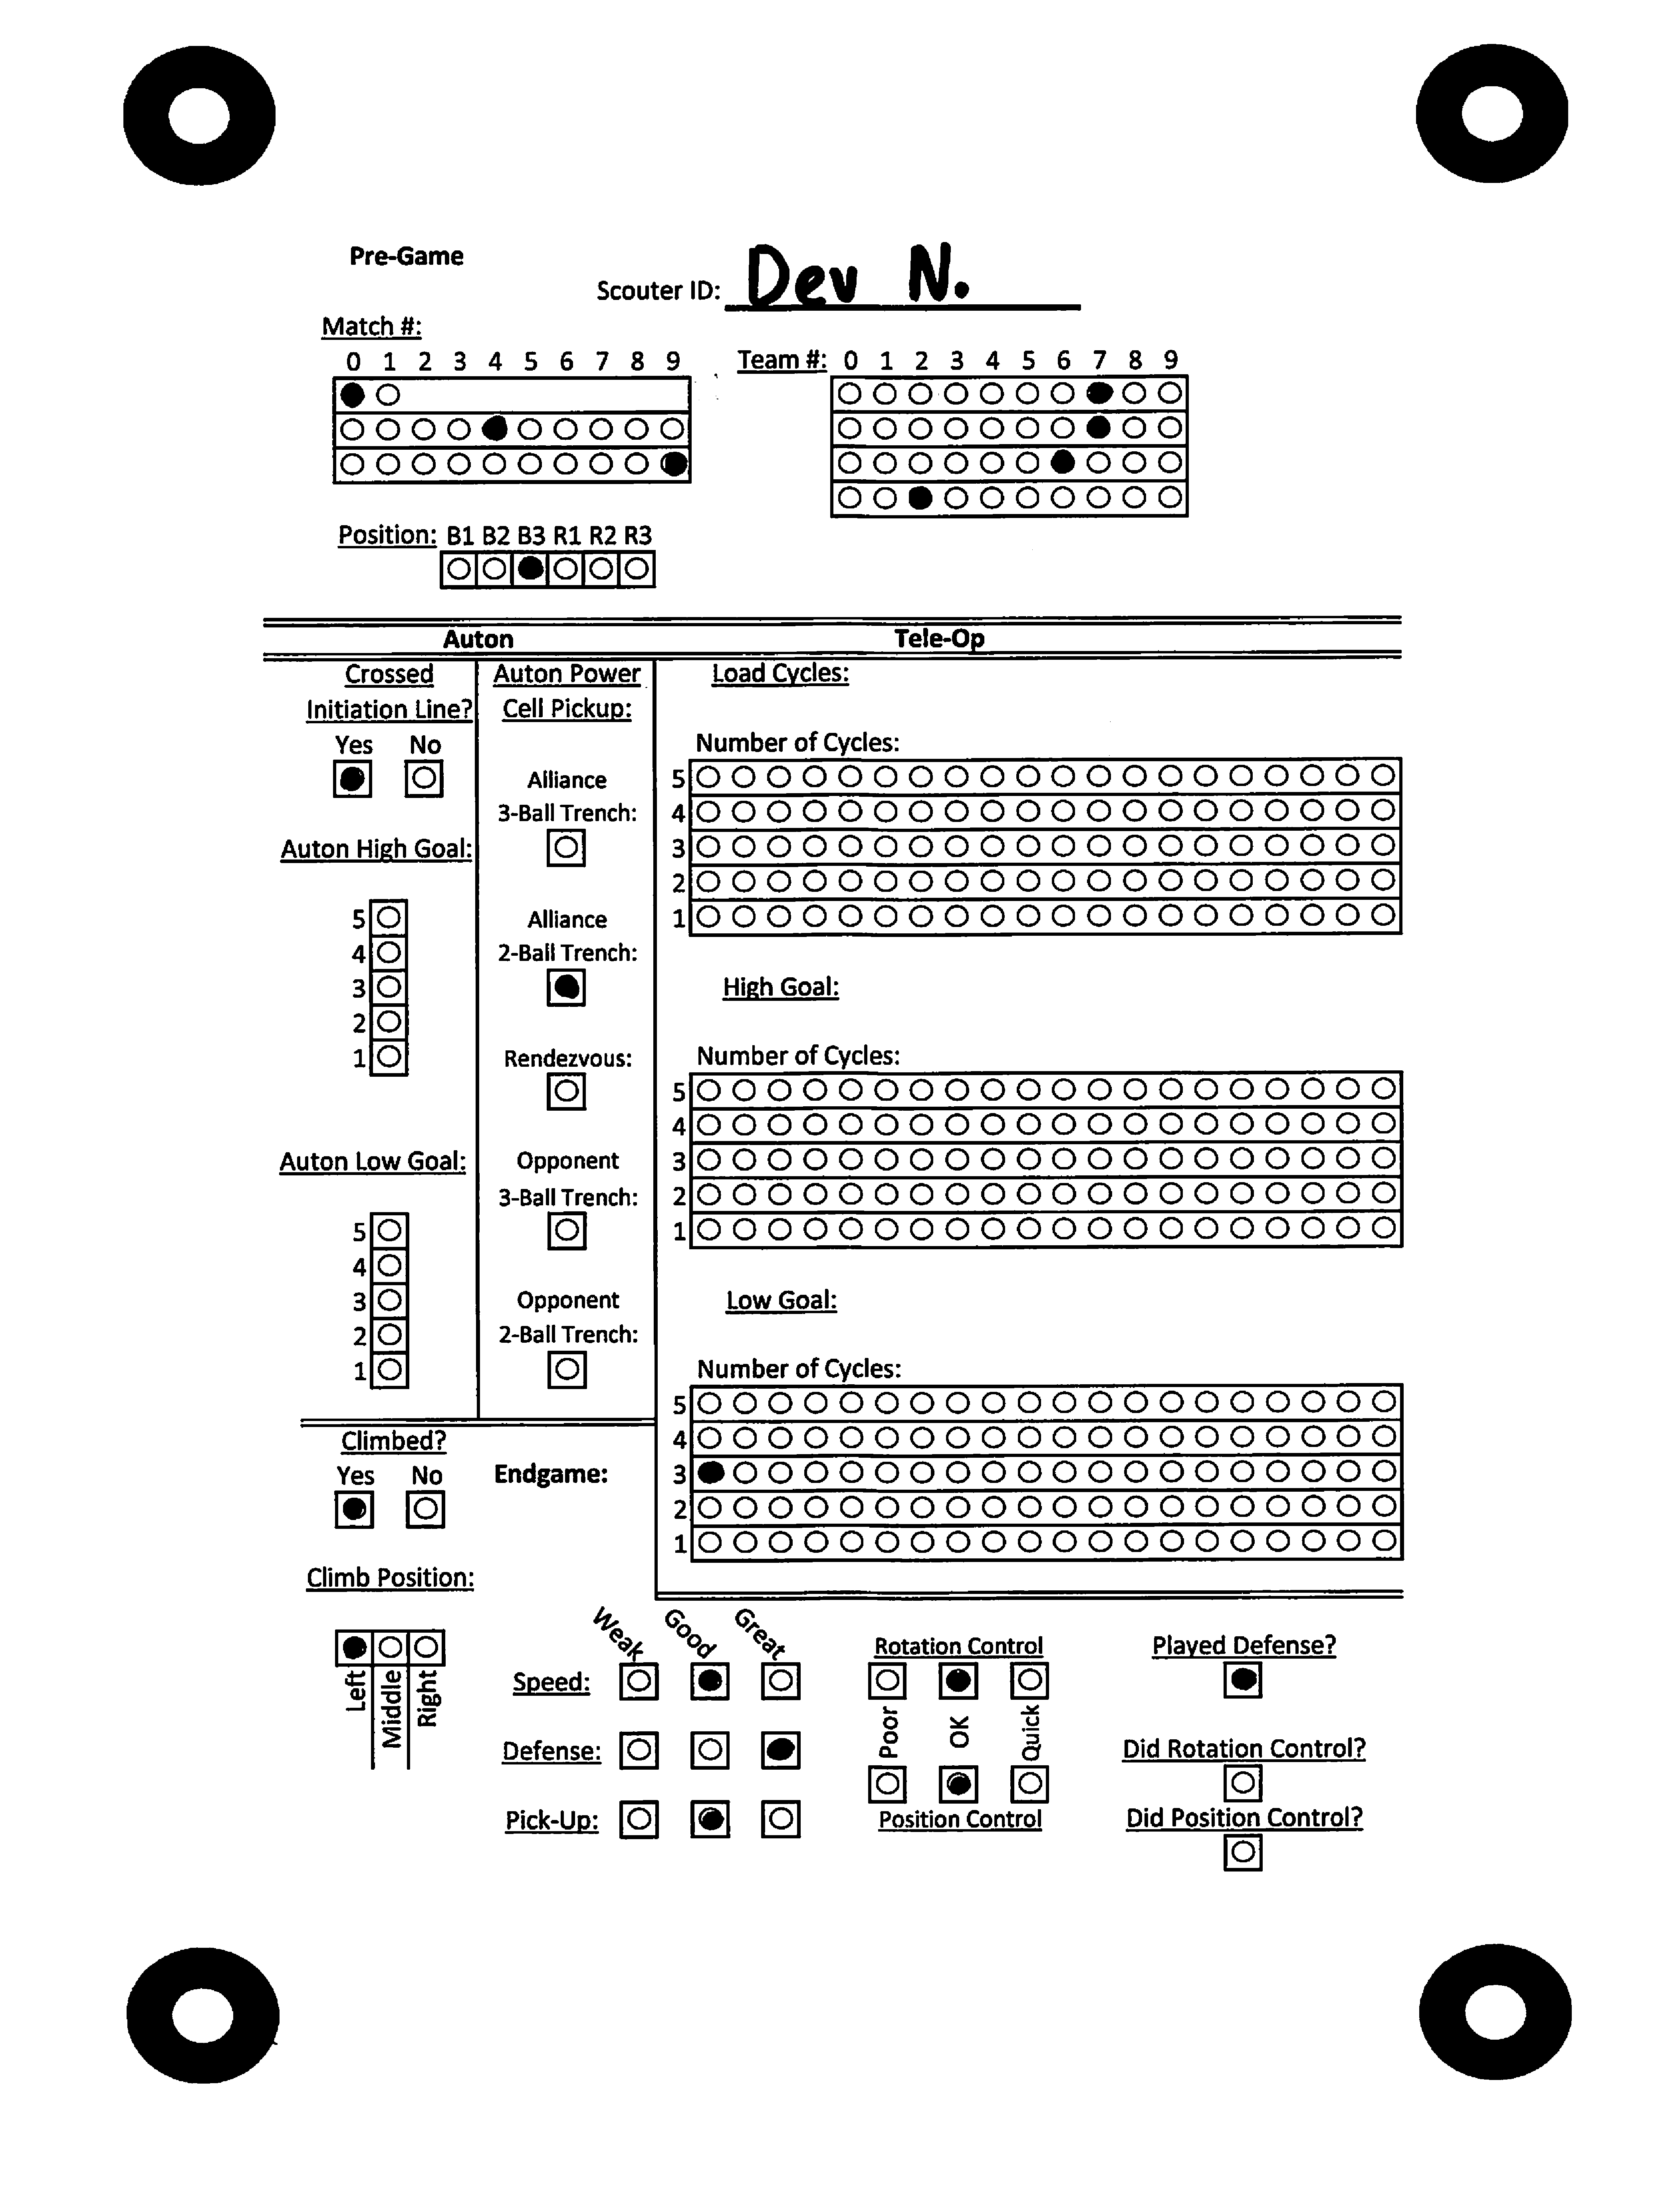 Pre-Game
Scouter ID: Dev N.
Match #:
0 1 2 3 4 5 6 7 8 9
Team #: 0 1 2 3 4 5 6 7 8 9
Position: B1 B2 B3 R1 R2 R3
Auton
Tele-Op
Crossed
Initiation Line?
Yes No
Auton High Goal:
5
4
3
2
1
Auton Low Goal:
5
4
3
2
1
Auton Power
Cell Pickup:
Alliance
3-Ball Trench:
Alliance
2-Ball Trench:
Rendezvous:
Opponent
3-Ball Trench:
Opponent
2-Ball Trench:
Load Cycles:
Number of Cycles:
5
4
3
2
1
High Goal:
Number of Cycles:
5
4
3
2
1
Low Goal:
Number of Cycles:
5
4
3
2
1
Climbed?
Yes No
Endgame:
Climb Position:
Left Middle Right
Weak Good Great
Speed:
Defense:
Pick-Up:
Rotation Control
Poor OK Quick
Position Control
Played Defense?
Did Rotation Control?
Did Position Control?